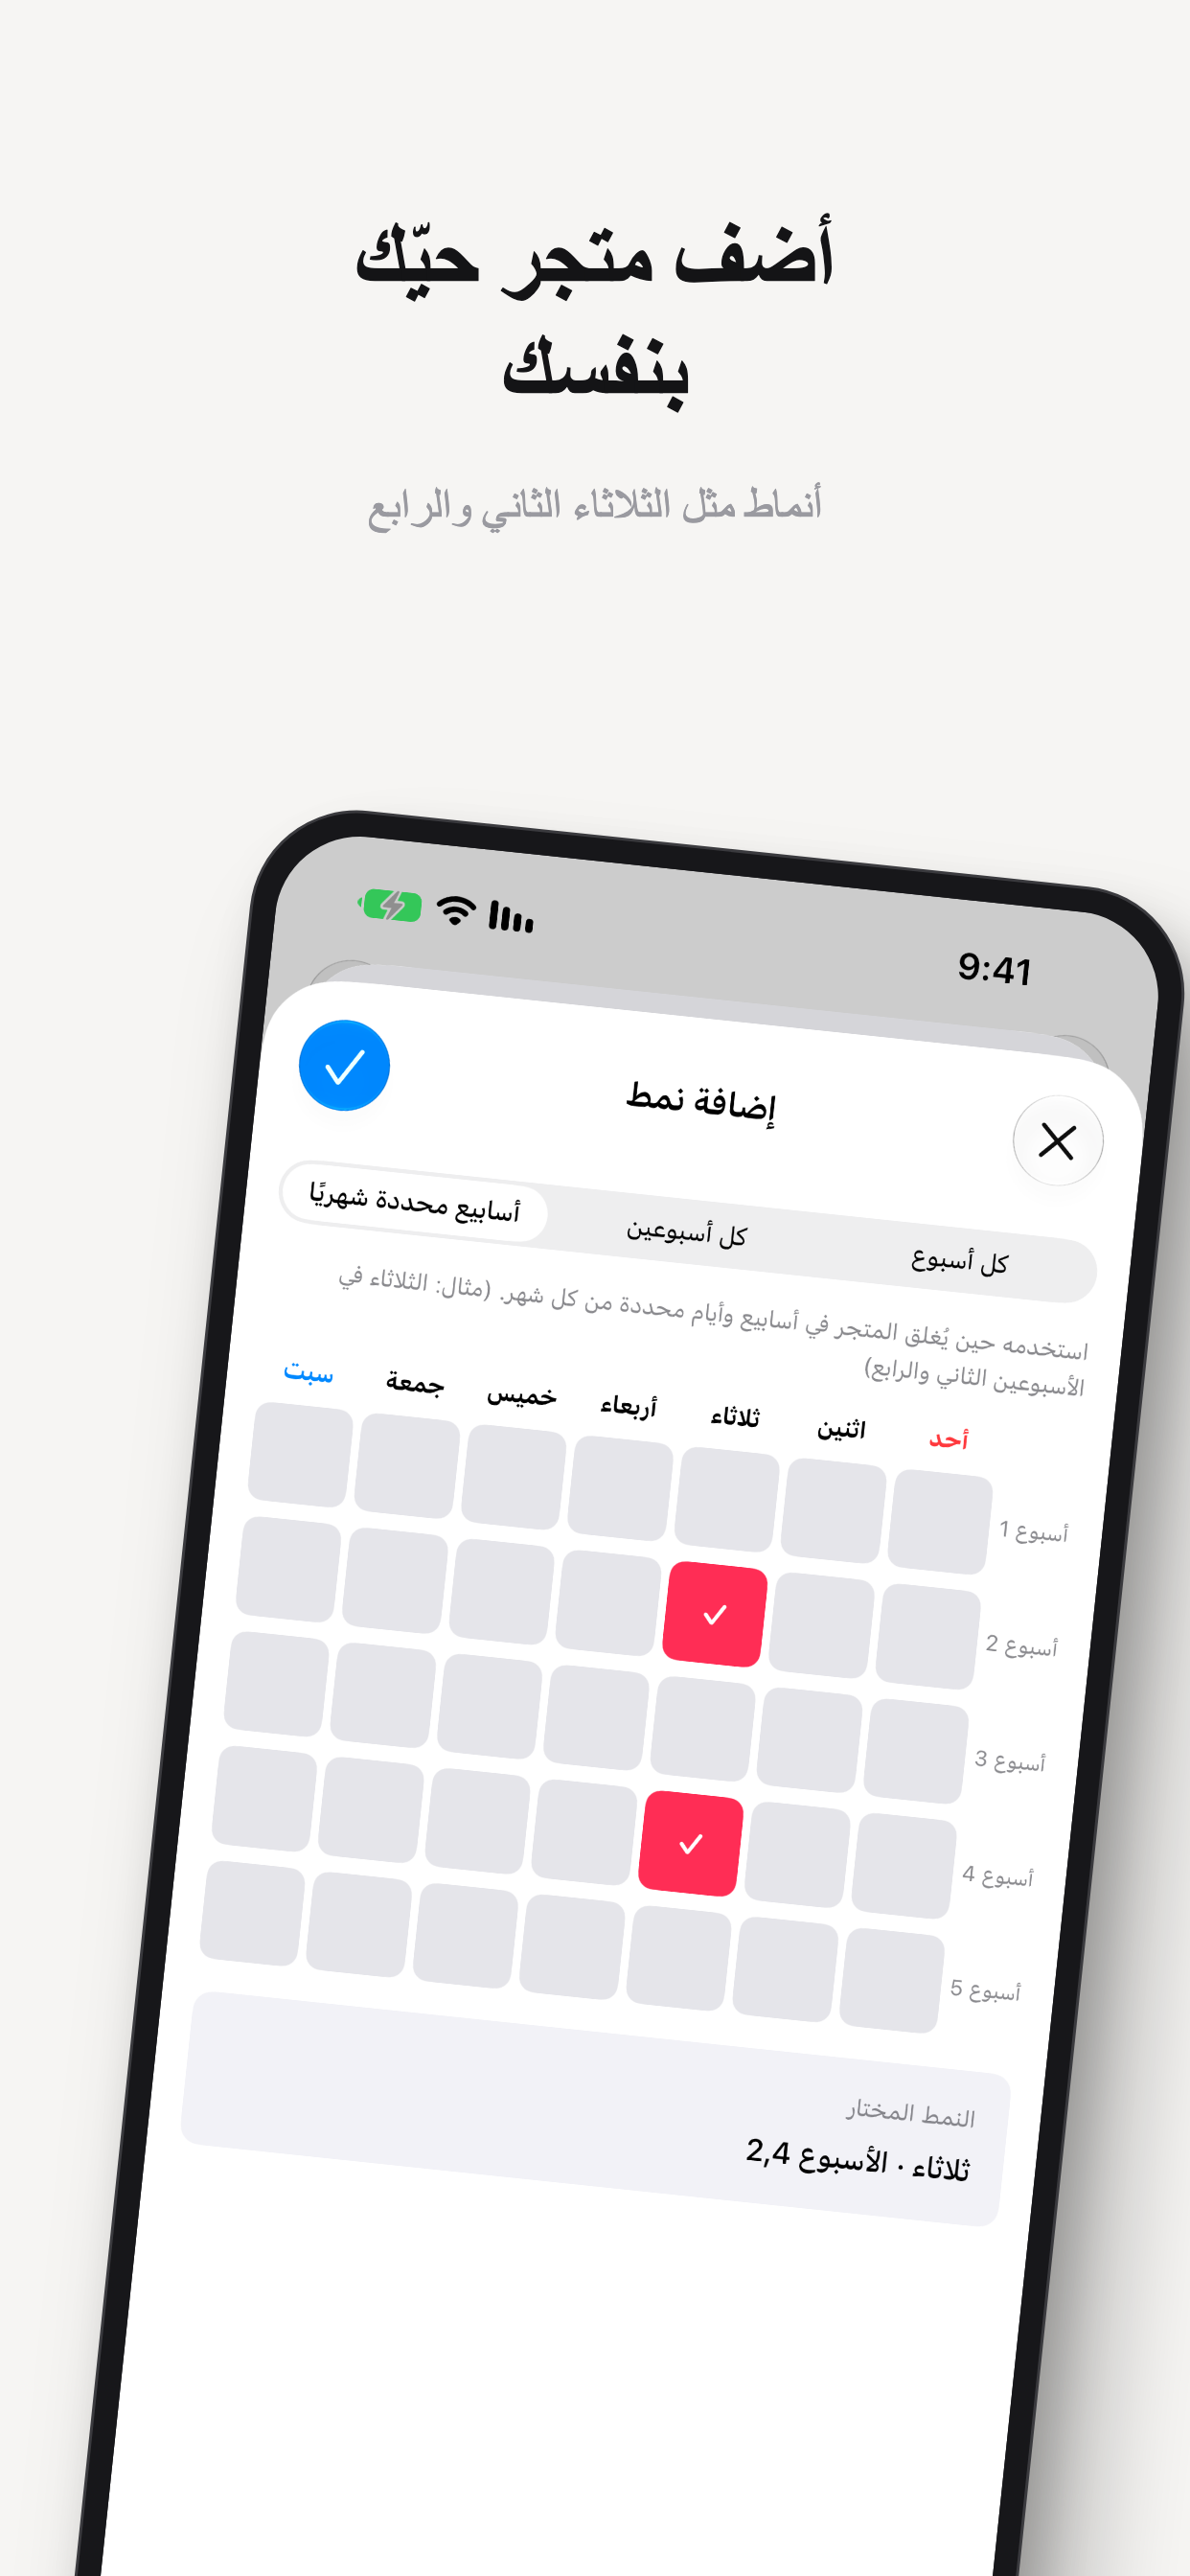 أضف متجر حيّك
بنفسك
أنماط مثل الثلاثاء الثاني والرابع
9:41
إضافة نمط
كل أسبوع
كل أسبوعين
أسابيع محددة شهريًا
استخدمه حين يُغلق المتجر في أسابيع وأيام محددة من كل شهر. (مثال: الثلاثاء في
الأسبوعين الثاني والرابع)
أحد اثنين ثلاثاء أربعاء خميس جمعة سبت
أسبوع 1
أسبوع 2
أسبوع 3
أسبوع 4
أسبوع 5
النمط المختار
ثلاثاء · الأسبوع 2,4